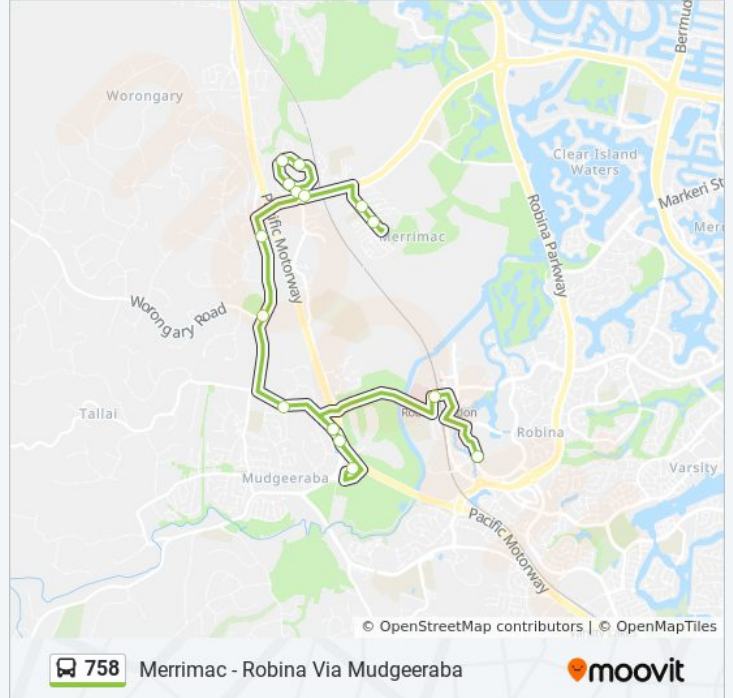 Bermud
Worongary
Clear Island
Waters
Markeri St
Merri
Robina Parkway
Pacific Motorway
Merrimac
Worongary Road
Tallai
Robina
Mudgeeraba
Varsity
Pacific Motorway
© OpenStreetMap contributors | © OpenMapTiles
758 Merrimac - Robina Via Mudgeeraba
moovit